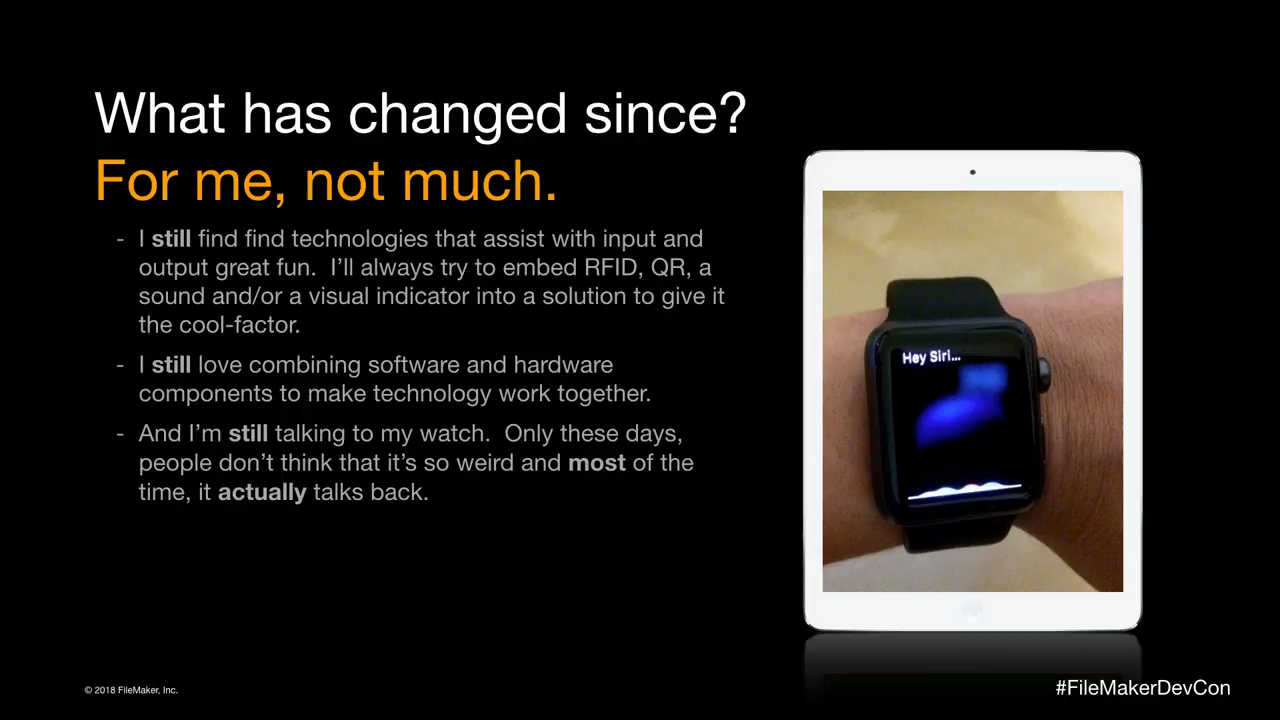 What has changed since?
For me, not much.
- I still find find technologies that assist with input and
output great fun.  I'll always try to embed RFID, QR, a
sound and/or a visual indicator into a solution to give it
the cool-factor.
- I still love combining software and hardware
components to make technology work together.
- And I'm still talking to my watch.  Only these days,
people don't think that it's so weird and most of the
time, it actually talks back.
Hey Siri...
© 2018 FileMaker, Inc.
#FileMakerDevCon